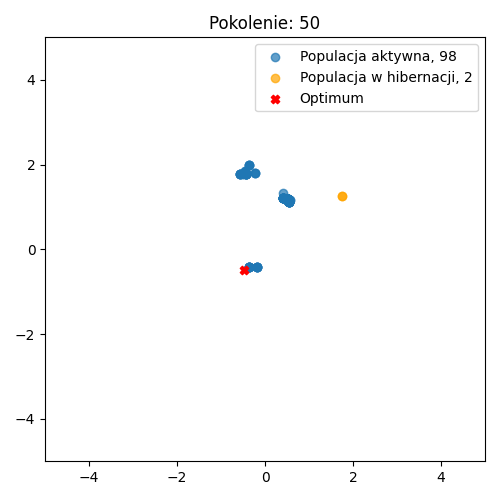 Pokolenie: 50
Populacja aktywna, 98
Populacja w hibernacji, 2
Optimum
4
2
0
−2
−4
−4 −2 0 2 4